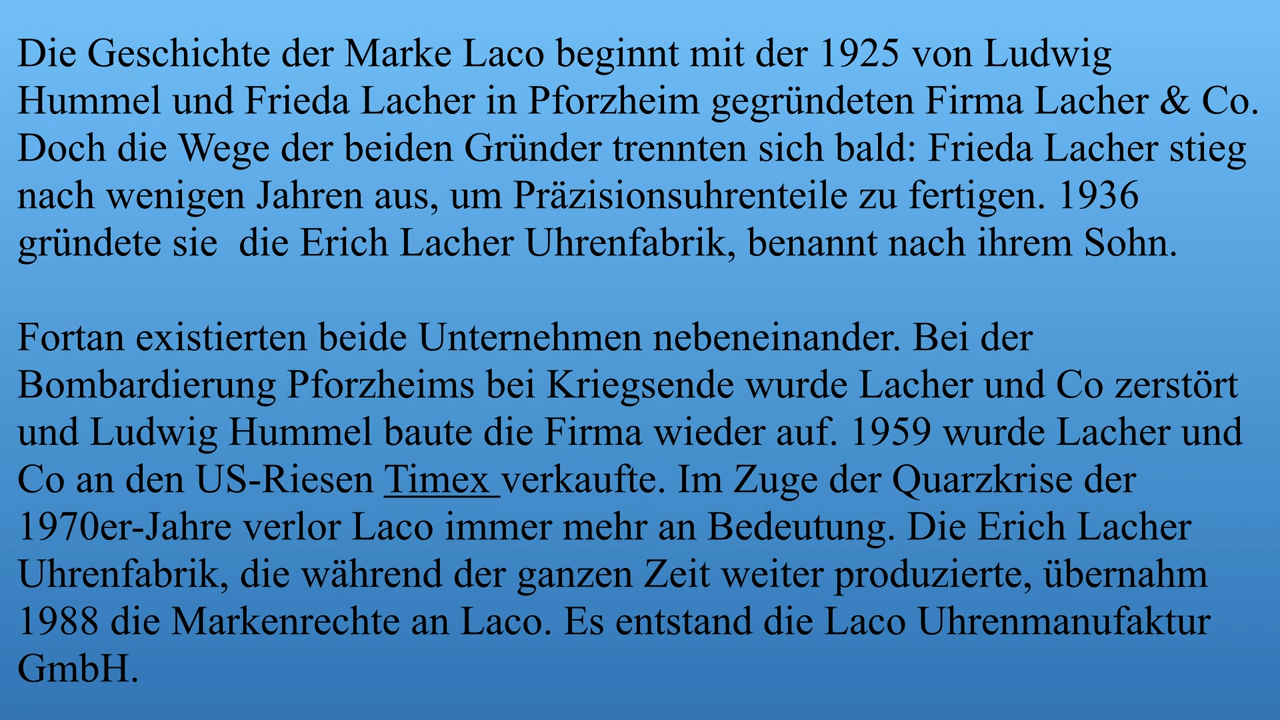 Die Geschichte der Marke Laco beginnt mit der 1925 von Ludwig
Hummel und Frieda Lacher in Pforzheim gegründeten Firma Lacher & Co.
Doch die Wege der beiden Gründer trennten sich bald: Frieda Lacher stieg
nach wenigen Jahren aus, um Präzisionsuhrenteile zu fertigen. 1936
gründete sie  die Erich Lacher Uhrenfabrik, benannt nach ihrem Sohn.

Fortan existierten beide Unternehmen nebeneinander. Bei der
Bombardierung Pforzheims bei Kriegsende wurde Lacher und Co zerstört
und Ludwig Hummel baute die Firma wieder auf. 1959 wurde Lacher und
Co an den US-Riesen Timex verkaufte. Im Zuge der Quarzkrise der
1970er-Jahre verlor Laco immer mehr an Bedeutung. Die Erich Lacher
Uhrenfabrik, die während der ganzen Zeit weiter produzierte, übernahm
1988 die Markenrechte an Laco. Es entstand die Laco Uhrenmanufaktur
GmbH.